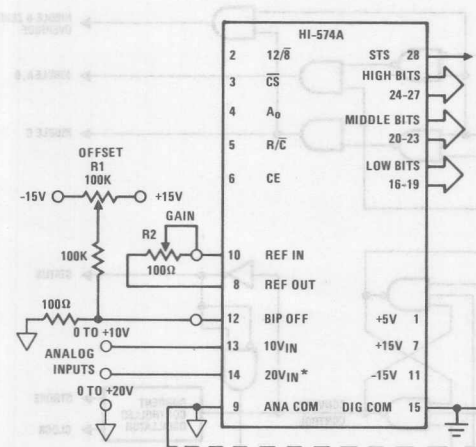 HI-574A
2 12/8̅
STS 28
3 C̅S̅
HIGH BITS
24-27
4 A₀
MIDDLE BITS
20-23
5 R/C̅
LOW BITS
16-19
6 CE
OFFSET
R1
100K
-15V
+15V
GAIN
R2
100Ω
100K
10 REF IN
8 REF OUT
100Ω
12 BIP OFF
+5V 1
0 TO +10V
13 10VIN
+15V 7
ANALOG
INPUTS
14 20VIN*
-15V 11
0 TO +20V
9 ANA COM
DIG COM 15